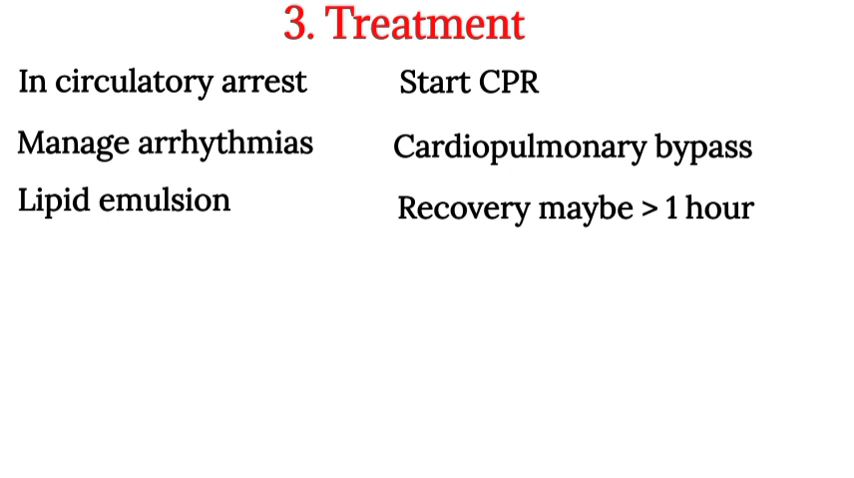 3. Treatment
In circulatory arrest Start CPR
Manage arrhythmias Cardiopulmonary bypass
Lipid emulsion Recovery maybe > 1 hour